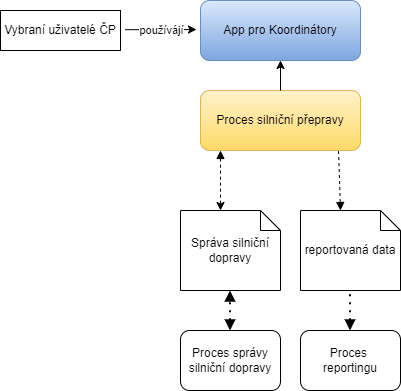 Vybraní uživatelé ČP
používájí
App pro Koordinátory
Proces silniční přepravy
Správa silniční
dopravy
reportovaná data
Proces správy
silniční dopravy
Proces
reportingu